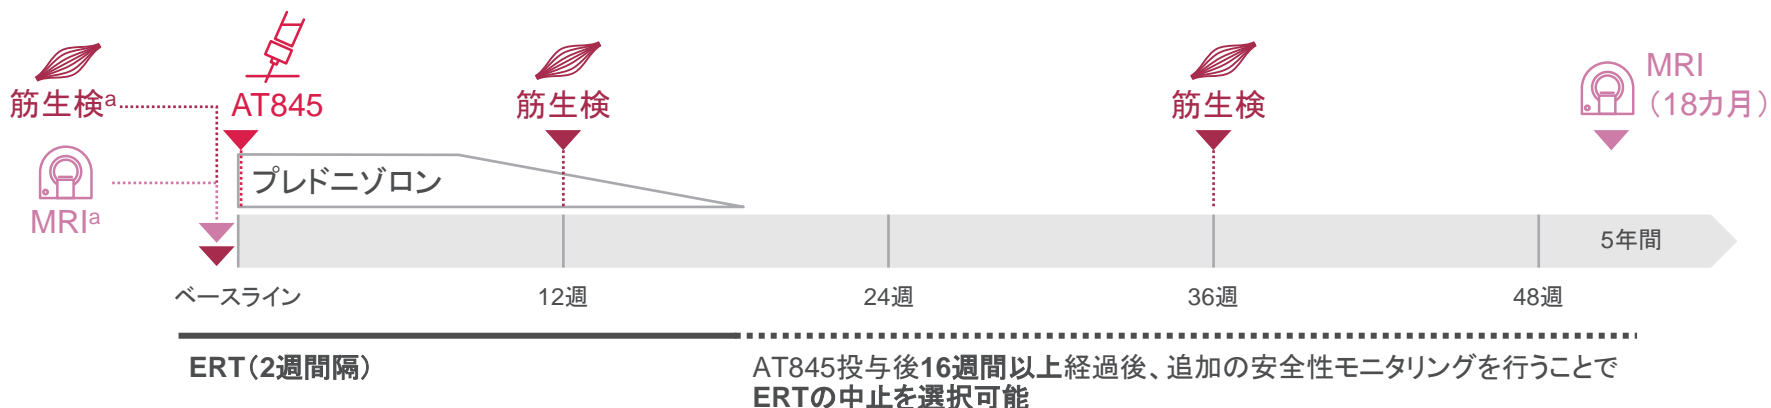 筋生検a
AT845
筋生検
筋生検
MRI
（18カ月）
MRIa
プレドニゾロン
5年間
ベースライン
12週
24週
36週
48週
ERT（2週間隔）
AT845投与後16週間以上経過後、追加の安全性モニタリングを行うことで
ERTの中止を選択可能